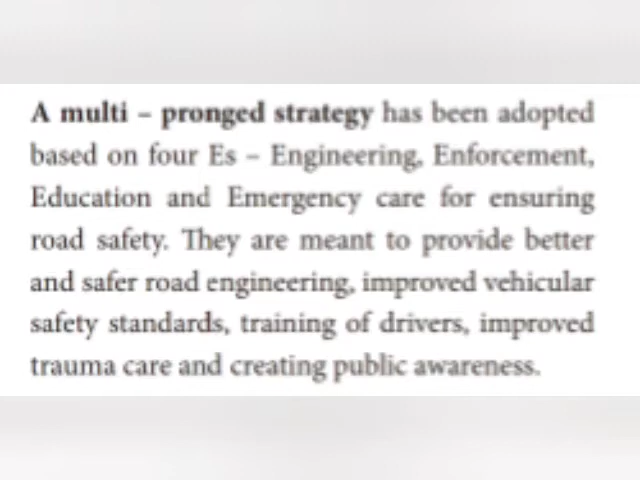 A multi – pronged strategy has been adopted
based on four Es – Engineering, Enforcement,
Education and Emergency care for ensuring
road safety. They are meant to provide better
and safer road engineering, improved vehicular
safety standards, training of drivers, improved
trauma care and creating public awareness.